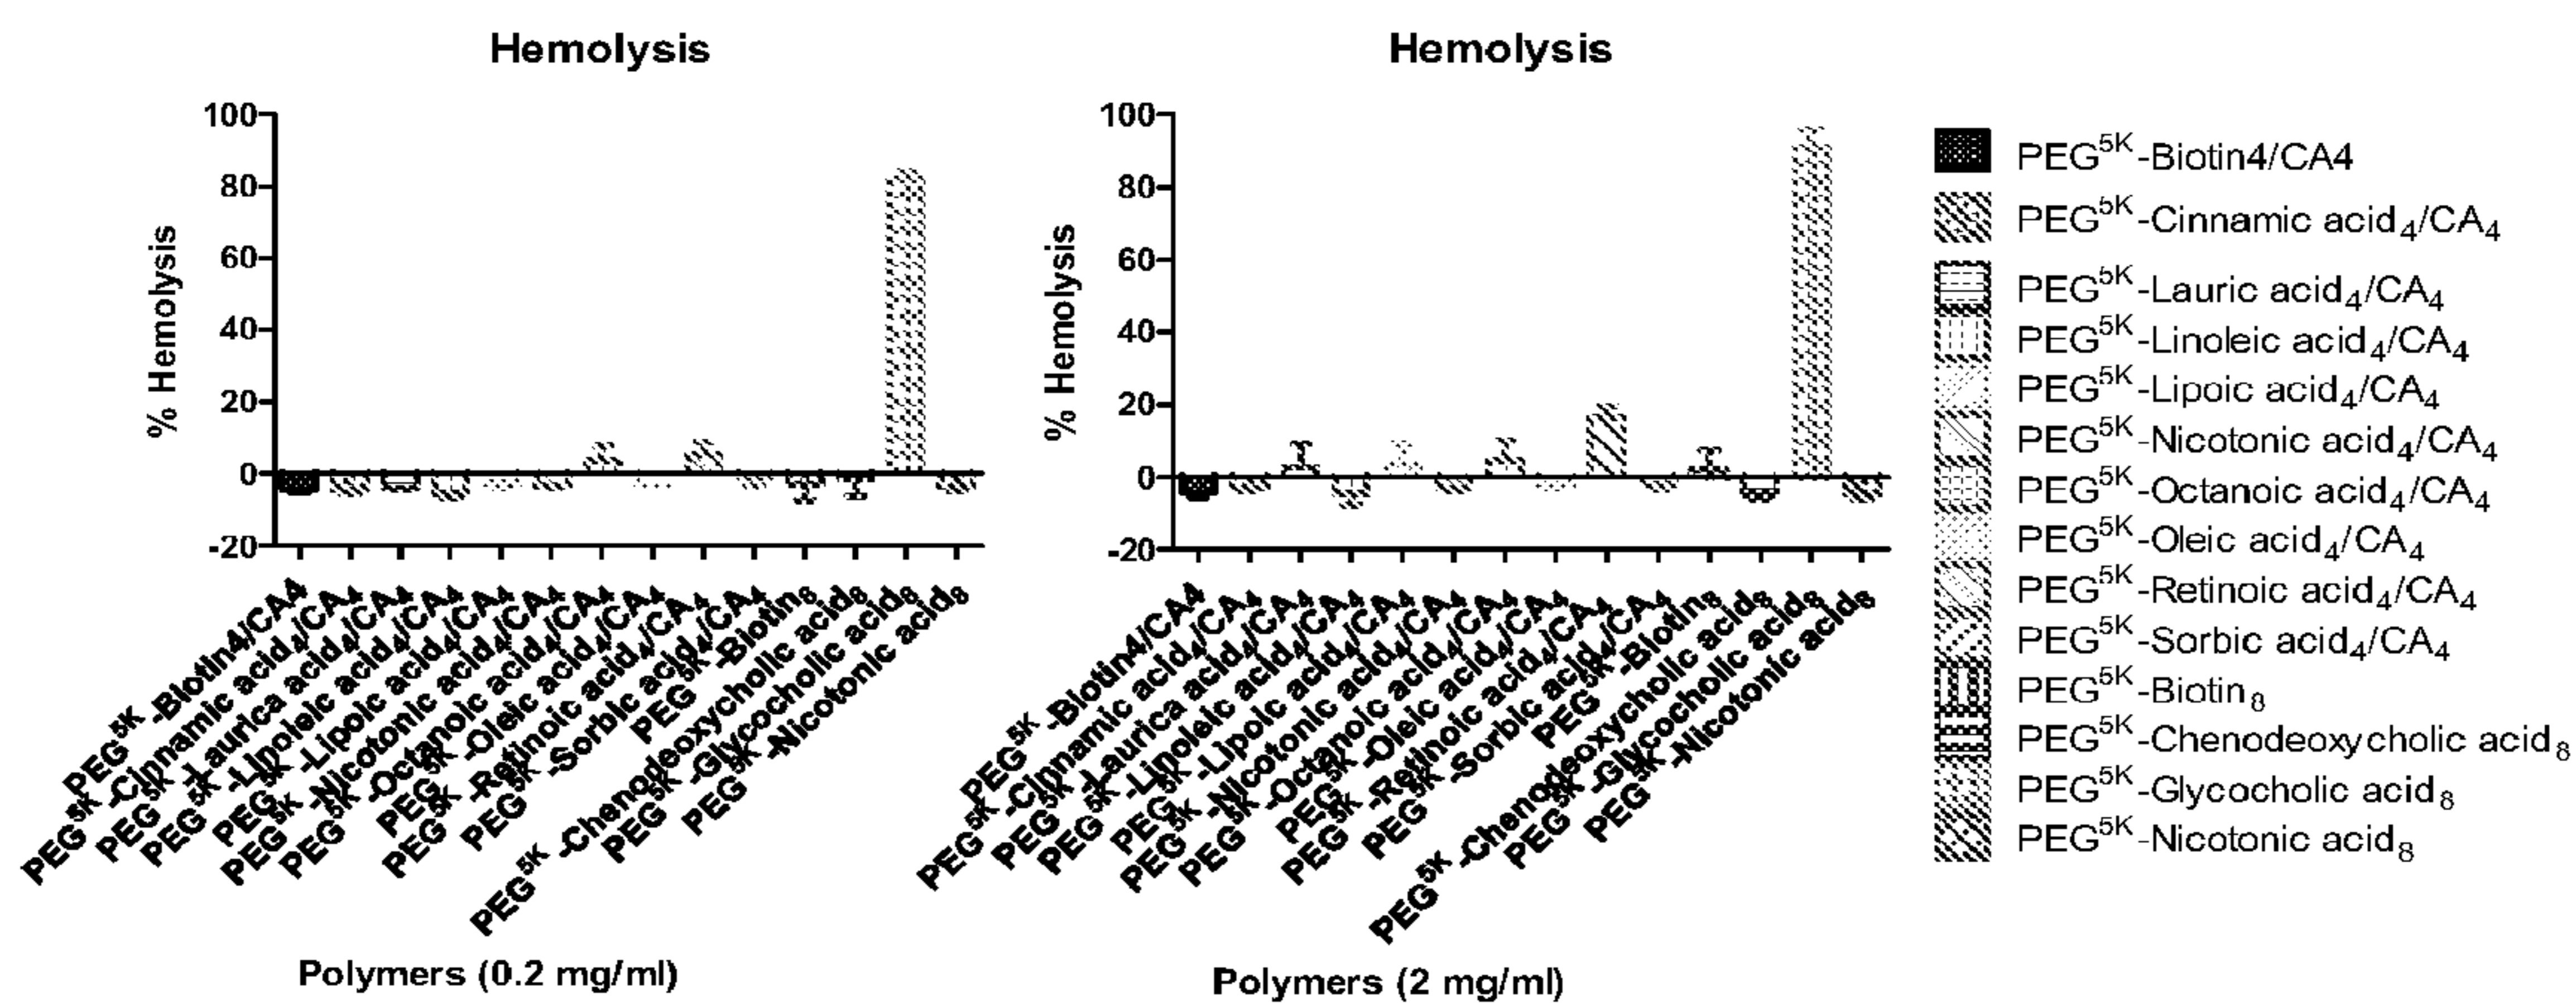 Hemolysis
% Hemolysis
100
80
60
40
20
0
-20
PEG5K-Biotin4/CA4
PEG5K-Cinnamic acid4/CA4
PEG5K-Laurica acid4/CA4
PEG5K-Linoleic acid4/CA4
PEG5K-Lipoic acid4/CA4
PEG5K-Nicotonic acid4/CA4
PEG5K-Octanoic acid4/CA4
PEG5K-Oleic acid4/CA4
PEG5K-Retinoic acid4/CA4
PEG5K-Sorbic acid4/CA4
PEG5K-Biotin8
PEG5K-Chenodeoxycholic acid8
PEG5K-Glycocholic acid8
PEG5K-Nicotonic acid8
Polymers (0.2 mg/ml)
Hemolysis
% Hemolysis
100
80
60
40
20
0
-20
PEG5K-Biotin4/CA4
PEG5K-Cinnamic acid4/CA4
PEG5K-Laurica acid4/CA4
PEG5K-Linoleic acid4/CA4
PEG5K-Lipoic acid4/CA4
PEG5K-Nicotonic acid4/CA4
PEG5K-Octanoic acid4/CA4
PEG5K-Oleic acid4/CA4
PEG5K-Retinoic acid4/CA4
PEG5K-Sorbic acid4/CA4
PEG5K-Biotin8
PEG5K-Chenodeoxycholic acid8
PEG5K-Glycocholic acid8
PEG5K-Nicotonic acid8
Polymers (2 mg/ml)
PEG5K-Biotin4/CA4
PEG5K-Cinnamic acid4/CA4
PEG5K-Lauric acid4/CA4
PEG5K-Linoleic acid4/CA4
PEG5K-Lipoic acid4/CA4
PEG5K-Nicotonic acid4/CA4
PEG5K-Octanoic acid4/CA4
PEG5K-Oleic acid4/CA4
PEG5K-Retinoic acid4/CA4
PEG5K-Sorbic acid4/CA4
PEG5K-Biotin8
PEG5K-Chenodeoxycholic acid8
PEG5K-Glycocholic acid8
PEG5K-Nicotonic acid8